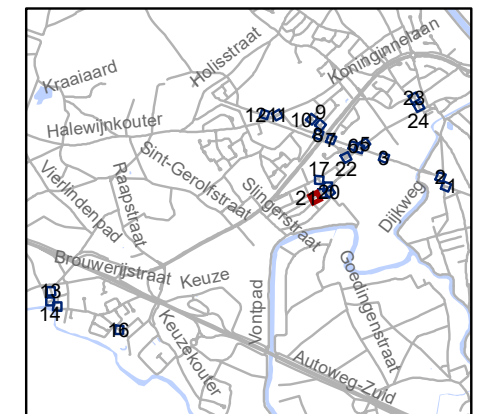 Koninginnelaan
Holisstraat
Kraaiaard
23
24
12 11
10 9
8 7
Halewijnkouter
6 5
3
22
Sint-Gerolfstraat
17
2
1
Vierlindenpad
Raapstraat
Slingerstraat
20
21
Dijkweg
Brouwerijstraat
Keuze
Goedingenstraat
13
14
Vontpad
16
Keuzekouter
Autoweg-Zuid